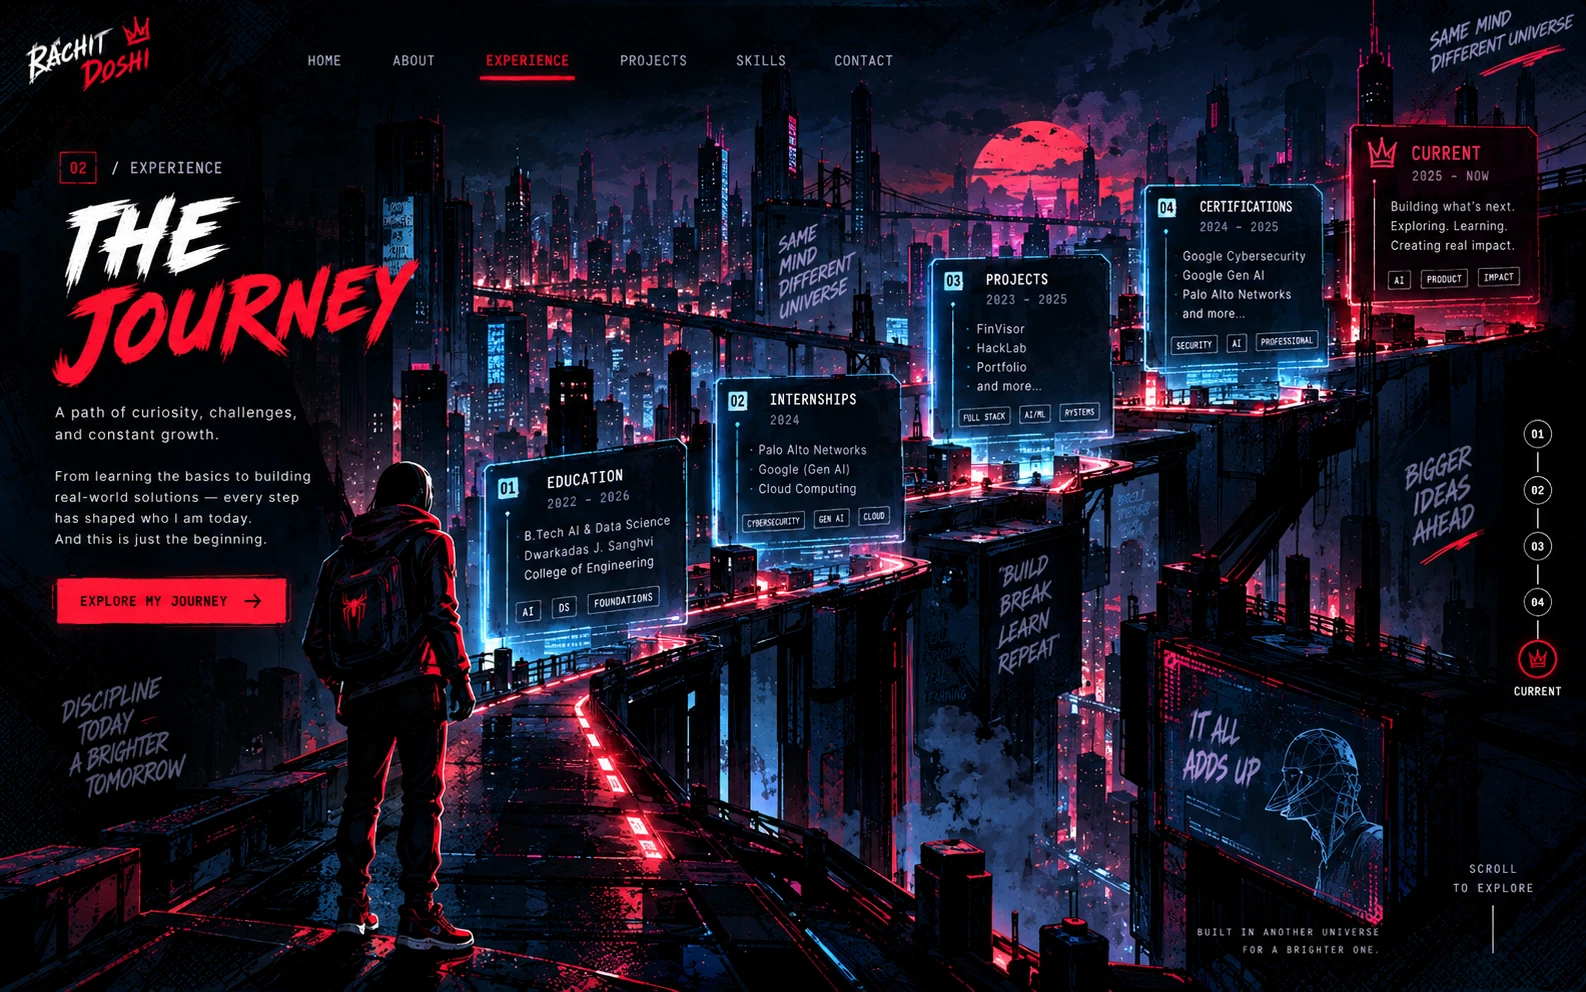 RACHIT
DOSHI
HOME
ABOUT
EXPERIENCE
PROJECTS
SKILLS
CONTACT
SAME MIND
DIFFERENT UNIVERSE
02 / EXPERIENCE
THE
JOURNEY
A path of curiosity, challenges,
and constant growth.
From learning the basics to building
real-world solutions — every step
has shaped who I am today.
And this is just the beginning.
EXPLORE MY JOURNEY →
DISCIPLINE
TODAY
A BRIGHTER
TOMORROW
01 EDUCATION
2022 – 2026
B.Tech AI & Data Science
Dwarkadas J. Sanghvi
College of Engineering
AI
DS
FOUNDATIONS
02 INTERNSHIPS
2024
· Palo Alto Networks
· Google (Gen AI)
· Cloud Computing
CYBERSECURITY
GEN AI
CLOUD
SAME
MIND
DIFFERENT
UNIVERSE
03 PROJECTS
2023 – 2025
· FinVisor
· HackLab
· Portfolio
· and more...
FULL STACK
AI/ML
RYSTEMS
04 CERTIFICATIONS
2024 – 2025
Google Cybersecurity
Google Gen AI
Palo Alto Networks
and more...
SECURITY
AI
PROFESSIONAL
CURRENT
2025 – NOW
Building what's next.
Exploring. Learning.
Creating real impact.
AI
PRODUCT
IMPACT
"BUILD
BREAK
LEARN
REPEAT"
BIGGER
IDEAS
AHEAD
01
02
03
04
CURRENT
IT ALL
ADDS UP
SCROLL
TO EXPLORE
BUILT IN ANOTHER UNIVERSE
FOR A BRIGHTER ONE.